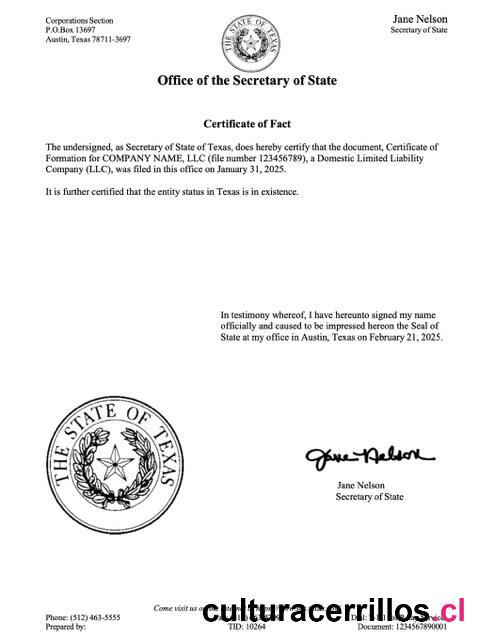 Corporations Section
P.O.Box 13697
Austin, Texas 78711-3697
THE STATE OF TEXAS
Jane Nelson
Secretary of State
Office of the Secretary of State
Certificate of Fact
The undersigned, as Secretary of State of Texas, does hereby certify that the document, Certificate of
Formation for COMPANY NAME, LLC (file number 123456789), a Domestic Limited Liability
Company (LLC), was filed in this office on January 31, 2025.
It is further certified that the entity status in Texas is in existence.
In testimony whereof, I have hereunto signed my name
officially and caused to be impressed hereon the Seal of
State at my office in Austin, Texas on February 21, 2025.
THE STATE OF TEXAS
Jane Nelson
Jane Nelson
Secretary of State
Come visit us on the internet at
culturacerrillos.cl
Phone: (512) 463-5555
Prepared by:
TID: 10264
Document: 1234567890001